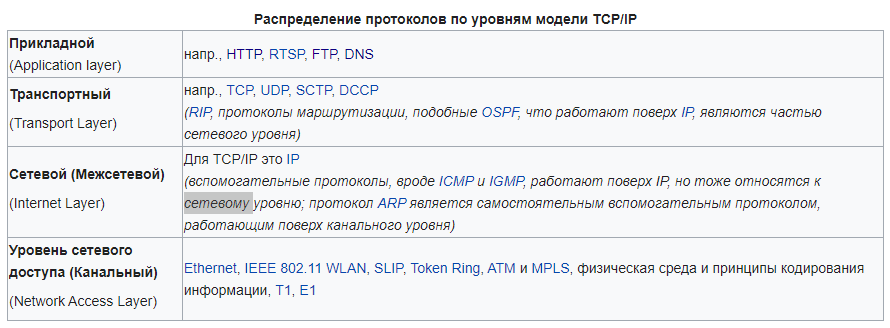 Распределение протоколов по уровням модели TCP/IP
Прикладной
(Application layer)
напр., HTTP, RTSP, FTP, DNS
Транспортный
(Transport Layer)
напр., TCP, UDP, SCTP, DCCP
(RIP, протоколы маршрутизации, подобные OSPF, что работают поверх IP, являются частью
сетевого уровня)
Сетевой (Межсетевой)
(Internet Layer)
Для TCP/IP это IP
(вспомогательные протоколы, вроде ICMP и IGMP, работают поверх IP, но тоже относятся к
сетевому уровню; протокол ARP является самостоятельным вспомогательным протоколом,
работающим поверх канального уровня)
Уровень сетевого
доступа (Канальный)
(Network Access Layer)
Ethernet, IEEE 802.11 WLAN, SLIP, Token Ring, ATM и MPLS, физическая среда и принципы кодирования
информации, T1, E1